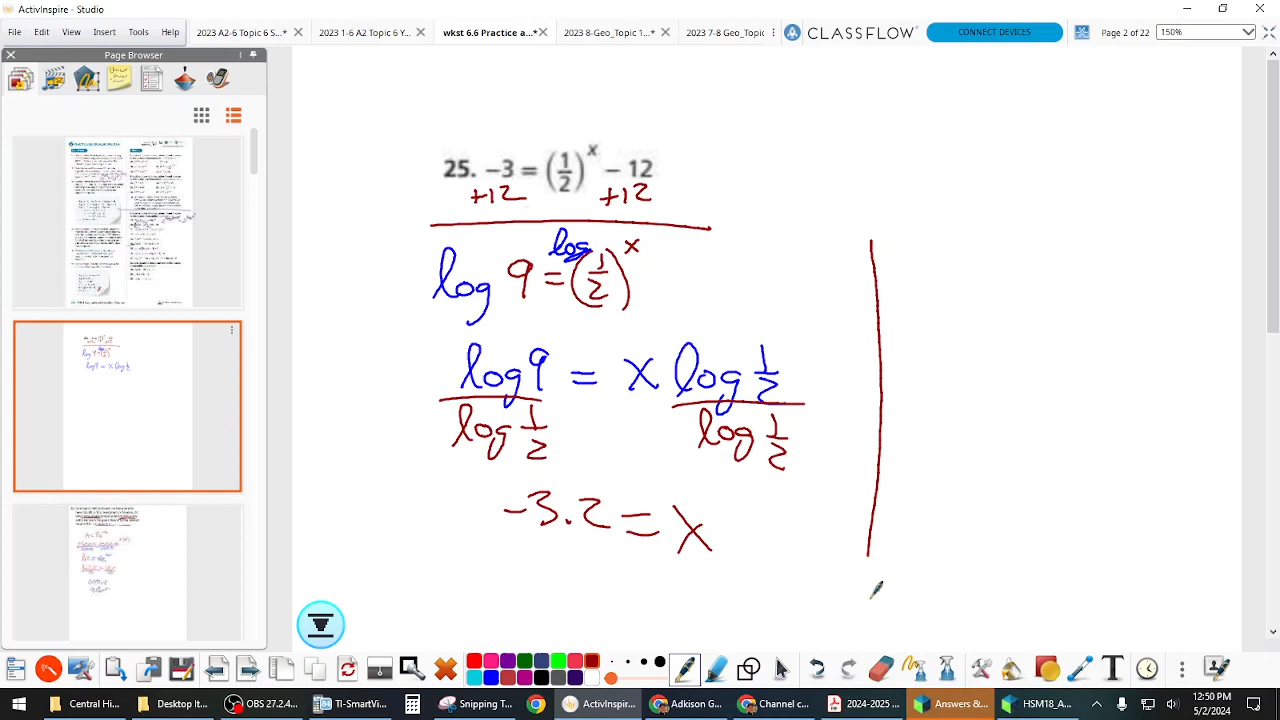 ActivInspire - Studio
File Edit View Insert Tools Help
2023 A2-6 Topic 6 S...*
2023 1-6 A2 Topic 6 Y...
wkst 6.6 Practice a...*
2023 8-Geo_Topic 1...*
2023 7-8.Geo_Topic
CLASSFLOW
CONNECT DEVICES
Page 2 of 22
150%
Page Browser
25. −3 = (1/2)^x − 12
+12 +12
log 9 = log (1/2)^x
log 9 = x log 1/2
log 1/2 log 1/2
-3.2 = x
Central Hi...
Desktop It...
OBS 27.2.4...
TI-SmartVi...
Snipping T...
ActivInspir...
Adkison G...
Channel c...
2024-2025 ...
Answers &...
HSM18_A...
12:50 PM
5/2/2024